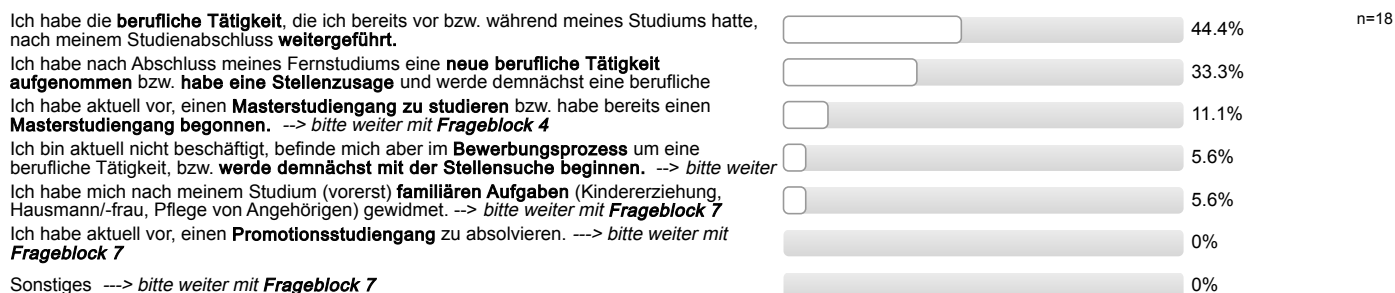 Ich habe die berufliche Tätigkeit, die ich bereits vor bzw. während meines Studiums hatte,
nach meinem Studienabschluss weitergeführt.
44.4%
n=18
Ich habe nach Abschluss meines Fernstudiums eine neue berufliche Tätigkeit
aufgenommen bzw. habe eine Stellenzusage und werde demnächst eine berufliche
33.3%
Ich habe aktuell vor, einen Masterstudiengang zu studieren bzw. habe bereits einen
Masterstudiengang begonnen. --> bitte weiter mit Frageblock 4
11.1%
Ich bin aktuell nicht beschäftigt, befinde mich aber im Bewerbungsprozess um eine
berufliche Tätigkeit, bzw. werde demnächst mit der Stellensuche beginnen. --> bitte weiter
5.6%
Ich habe mich nach meinem Studium (vorerst) familiären Aufgaben (Kindererziehung,
Hausmann/-frau, Pflege von Angehörigen) gewidmet. --> bitte weiter mit Frageblock 7
5.6%
Ich habe aktuell vor, einen Promotionsstudiengang zu absolvieren. ---> bitte weiter mit
Frageblock 7
0%
Sonstiges ---> bitte weiter mit Frageblock 7
0%